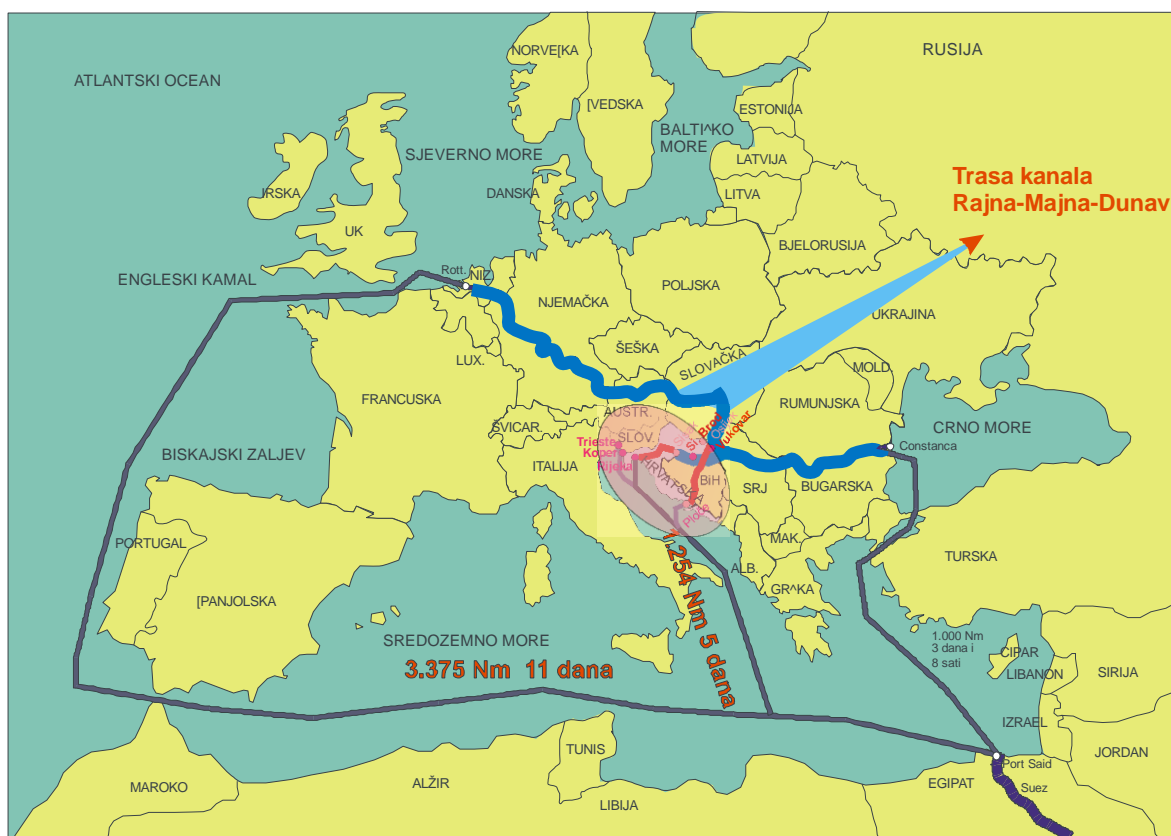 RUSIJA
NORVE[KA
ATLANTSKI OCEAN
[VEDSKA
ESTONIJA
BALTI^KO
MORE
SJEVERNO MORE
LATVIJA
Trasa kanala
Rajna-Majna-Dunav
IRSKA
DANSKA
LITVA
UK
BJELORUSIJA
Rott.
NIZ.
ENGLESKI KAMAL
POLJSKA
NJEMAČKA
UKRAJINA
ŠEŠKA
LUX.
SLOVAČKA
MOLD.
FRANCUSKA
RUMUNJSKA
AUSTR.
ŠVICAR.
SLOV.
Sl. Brod
Vukovar
CRNO MORE
Constanca
Trieste
Koper
Rijeka
BISKAJSKI ZALJEV
ITALIJA
HRVATSKA
BiH
SRJ
BUGARSKA
Ploče
PORTUGAL
MAK.
TURSKA
ALB.
GR^KA
[PANJOLSKA
1.254 Nm 5 dana
SREDOZEMNO MORE
1.000 Nm
3 dana i
8 sati
CIPAR
3.375 Nm 11 dana
LIBANON
SIRIJA
IZRAEL
TUNIS
JORDAN
Port Said
MAROKO
ALŽIR
EGIPAT
Suez
LIBIJA